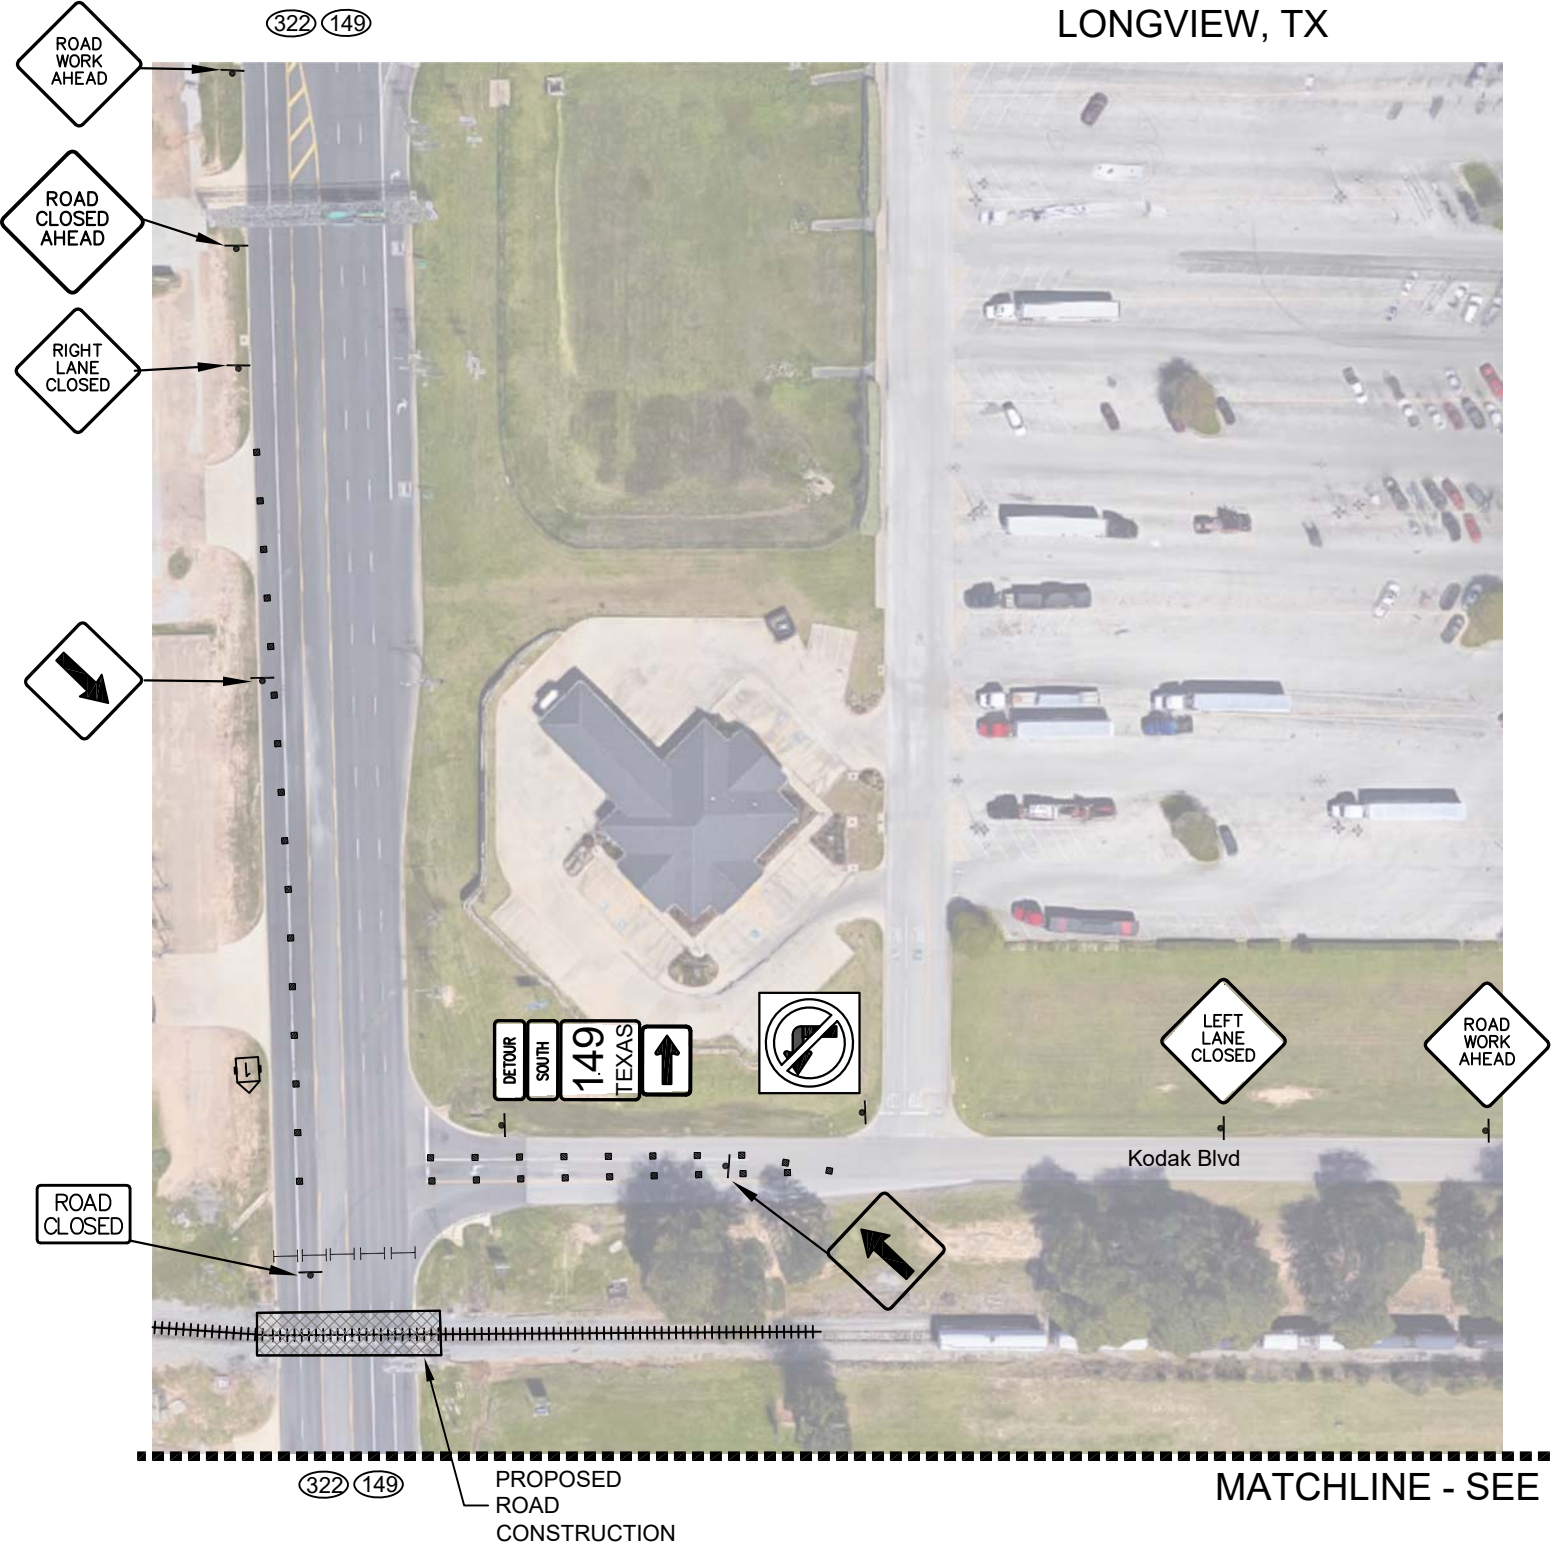 322 149
LONGVIEW, TX
ROAD
WORK
AHEAD
ROAD
CLOSED
AHEAD
RIGHT
LANE
CLOSED
DETOUR
SOUTH
149
TEXAS
LEFT
LANE
CLOSED
ROAD
WORK
AHEAD
1
Kodak Blvd
ROAD
CLOSED
322 149
PROPOSED
ROAD
CONSTRUCTION
MATCHLINE - SEE